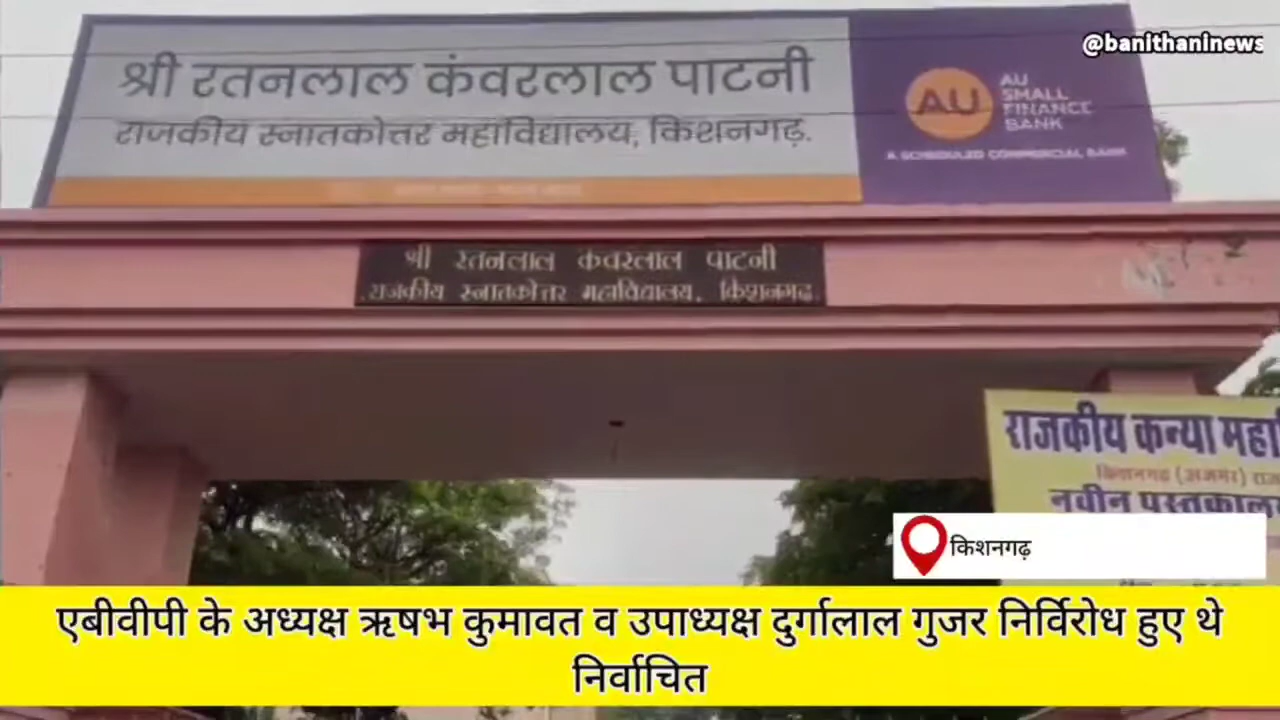 @banithaninews
श्री रतनलाल कंवरलाल पाटनी
राजकीय स्नातकोत्तर महाविद्यालय, किशनगढ़.
AU
AU
SMALL
FINANCE
BANK
A SCHEDULED COMMERCIAL BANK
श्री रतनलाल कंवरलाल पाटनी
राजकीय स्नातकोत्तर महाविद्यालय, किशनगढ़
राजकीय कन्या
किशनगढ़ (अजमेर)
नवीन
किशनगढ़
एबीवीपी के अध्यक्ष ऋषभ कुमावत व उपाध्यक्ष दुर्गालाल गुजर निर्विरोध हुए थे
निर्वाचित